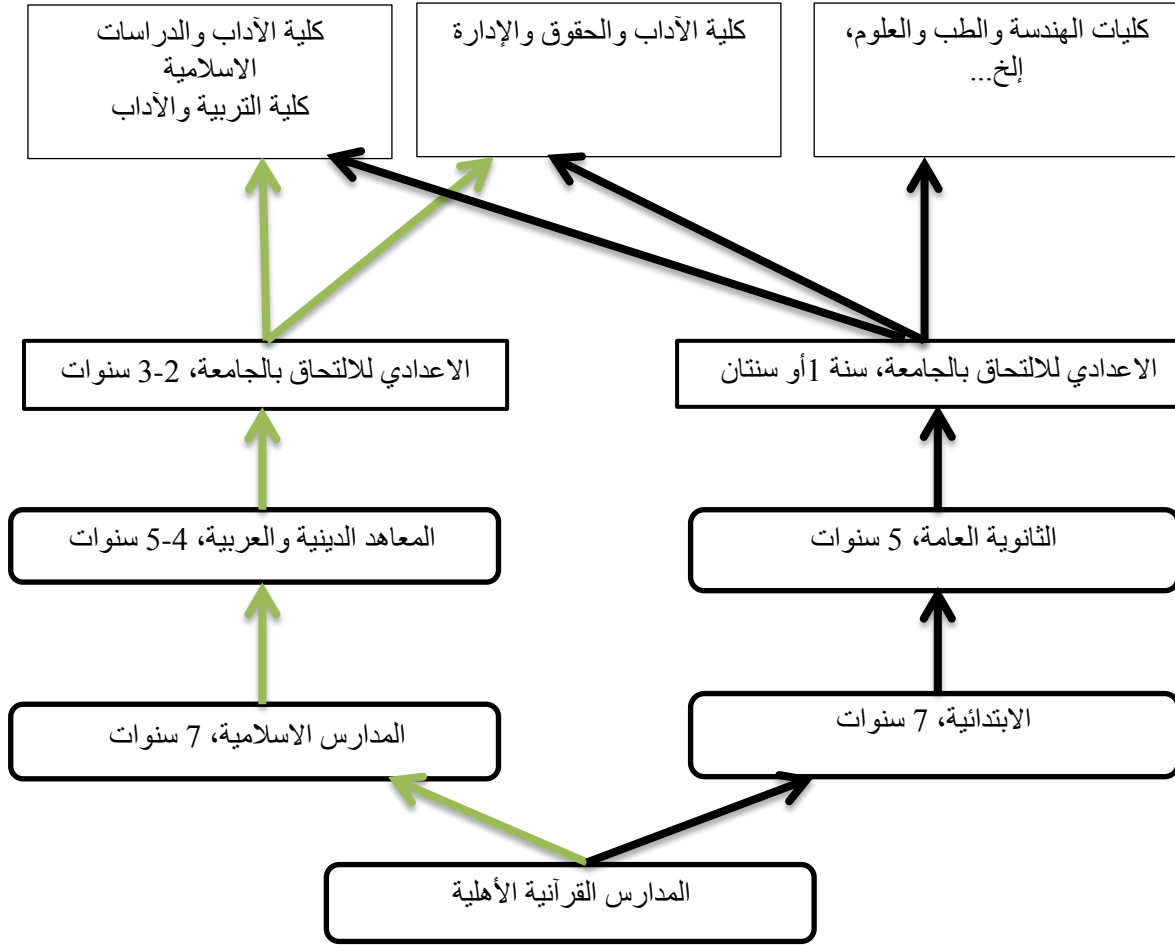 كليات الهندسة والطب والعلوم،
إلخ...
كلية الآداب والحقوق والإدارة
كلية الآداب والدراسات
الاسلامية
كلية التربية والآداب
الاعدادي للالتحاق بالجامعة، سنة 1أو سنتان
الاعدادي للالتحاق بالجامعة، 2-3 سنوات
الثانوية العامة، 5 سنوات
المعاهد الدينية والعربية، 4-5 سنوات
الابتدائية، 7 سنوات
المدارس الاسلامية، 7 سنوات
المدارس القرآنية الأهلية